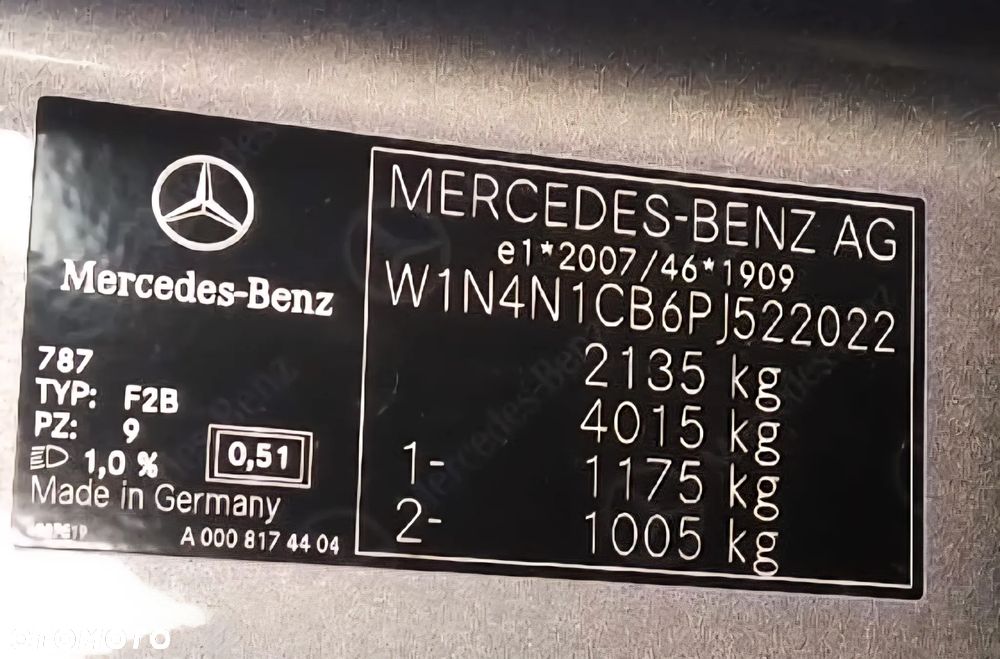 Mercedes-Benz
787
TYP: F2B
PZ: 9
1,0 % 0,51
Made in Germany
A 000 817 44 04
MERCEDES-BENZ AG
e1*2007/46*1909
W1N4N1CB6PJ522022
2135 kg
4015 kg
1- 1175 kg
2- 1005 kg
OTOMOTO